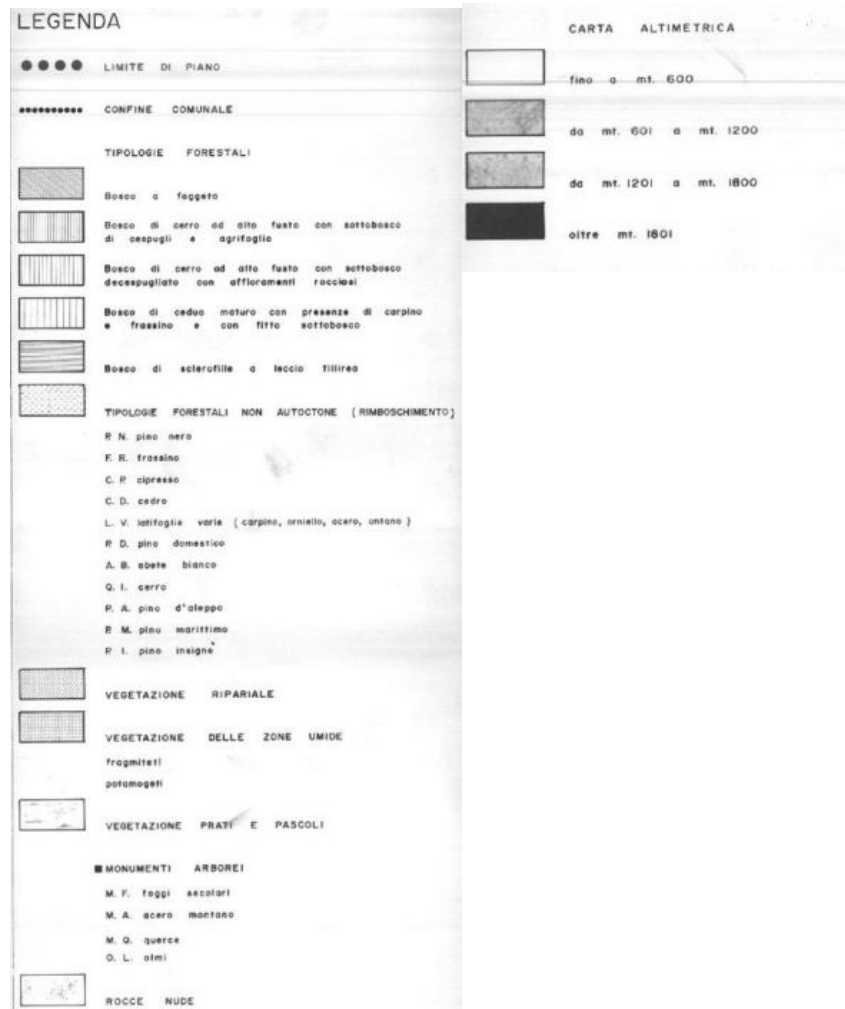 LEGENDA
LIMITE DI PIANO
CONFINE COMUNALE
TIPOLOGIE FORESTALI
Bosco a faggeta
Bosco di cerro ad alto fusto con sottobosco
di cespugli e agrifoglio
Bosco di cerro ad alto fusto con sottobosco
decespugliato con affioramenti rocciosi
Bosco di ceduo maturo con presenze di carpino
e frassino e con fitto sottobosco
Bosco di sclerofille a leccio fillirea
TIPOLOGIE FORESTALI NON AUTOCTONE (RIMBOSCHIMENTO)
P. N. pino nero
F. R. frassino
C. P. cipresso
C. D. cedro
L. V. latifoglie varie (carpino, orniello, acero, ontano)
P. D. pino domestico
A. B. abete bianco
Q. I. cerro
P. A. pino d'aleppo
P. M. pino marittimo
P. I. pino insigne
VEGETAZIONE RIPARIALE
VEGETAZIONE DELLE ZONE UMIDE
fragmiteti
potamogeti
VEGETAZIONE PRATI E PASCOLI
MONUMENTI ARBOREI
M. F. faggi secolari
M. A. acero montano
M. Q. querce
O. L. olmi
ROCCE NUDE
CARTA ALTIMETRICA
fino a mt. 600
da mt. 601 a mt. 1200
da mt. 1201 a mt. 1800
oltre mt. 1801